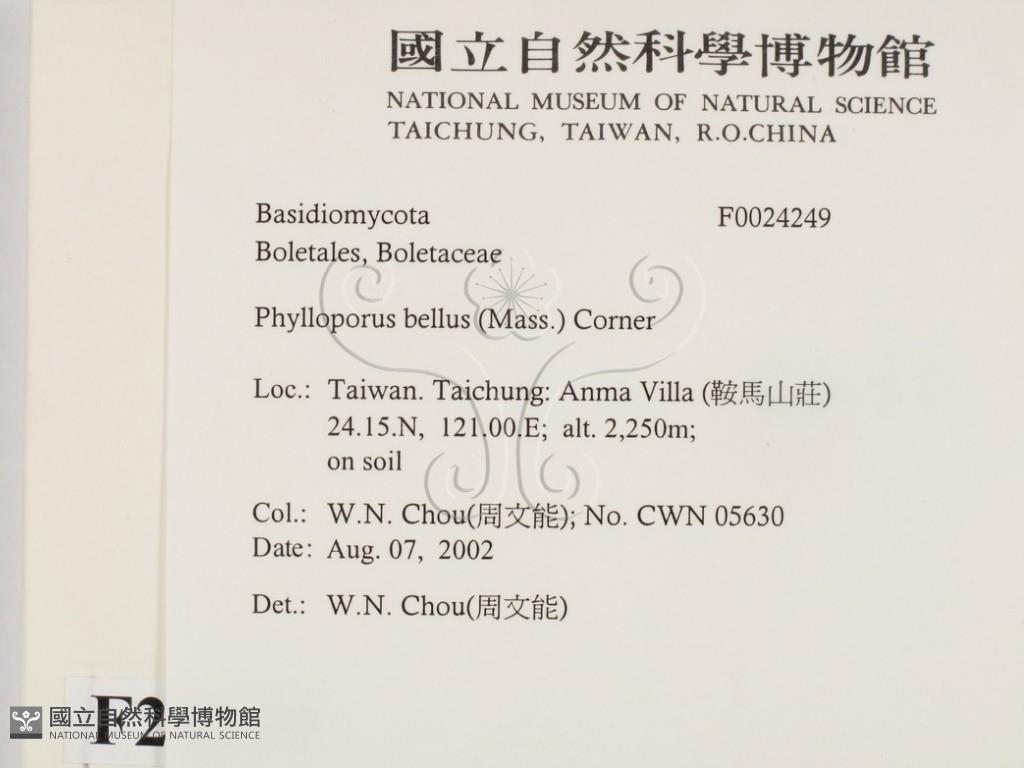 國立自然科學博物館
NATIONAL MUSEUM OF NATURAL SCIENCE
TAICHUNG, TAIWAN, R.O.CHINA
Basidiomycota F0024249
Boletales, Boletaceae
Phylloporus bellus (Mass.) Corner
Loc.: Taiwan. Taichung: Anma Villa (鞍馬山莊)
24.15.N, 121.00.E; alt. 2,250m;
on soil
Col.: W.N. Chou(周文能); No. CWN 05630
Date: Aug. 07, 2002
Det.: W.N. Chou(周文能)
F2
國立自然科學博物館
NATIONAL MUSEUM OF NATURAL SCIENCE